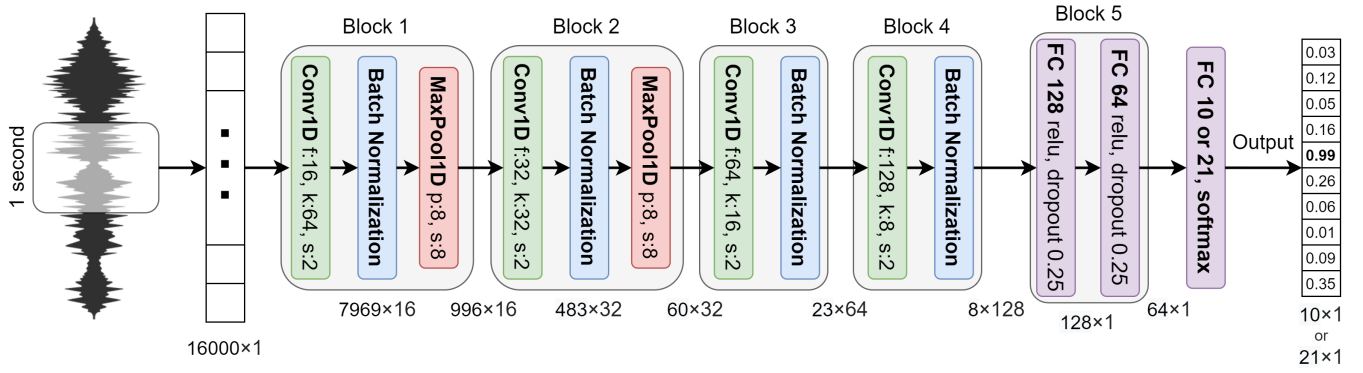 1 second
16000×1
Block 1
Conv1D f:16, k:64, s:2
Batch Normalization
MaxPool1D p:8, s:8
7969×16
996×16
Block 2
Conv1D f:32, k:32, s:2
Batch Normalization
MaxPool1D p:8, s:8
483×32
60×32
Block 3
Conv1D f:64, k:16, s:2
Batch Normalization
23×64
Block 4
Conv1D f:128, k:8, s:2
Batch Normalization
8×128
Block 5
FC 128 relu, dropout 0.25
FC 64 relu, dropout 0.25
128×1
64×1
FC 10 or 21, softmax
Output
0.03
0.12
0.05
0.16
0.99
0.26
0.06
0.01
0.09
0.35
10×1
or
21×1